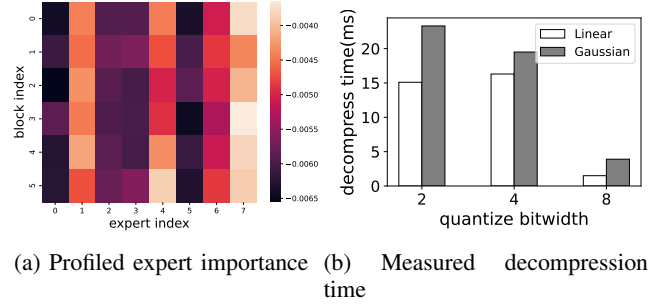 0
1
2
3
4
5
block index
0 1 2 3 4 5 6 7
expert index
−0.0040
−0.0045
−0.0050
−0.0055
−0.0060
−0.0065
decompress time(ms)
20
15
10
5
0
Linear
Gaussian
2 4 8
quantize bitwidth
(a) Profiled expert importance
(b) Measured decompression
time